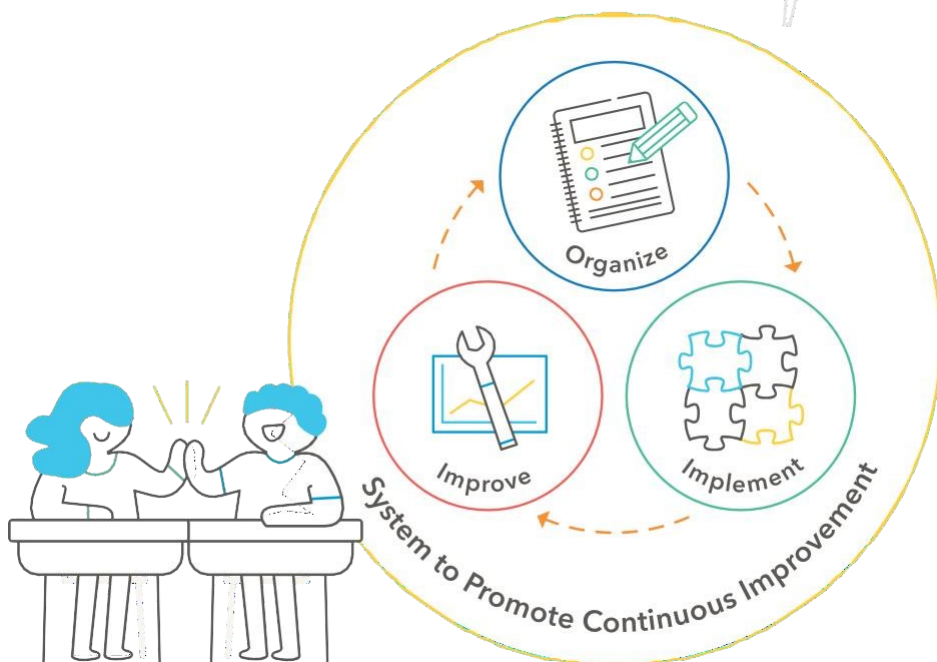 Organize
Improve
Implement
System to Promote Continuous Improvement